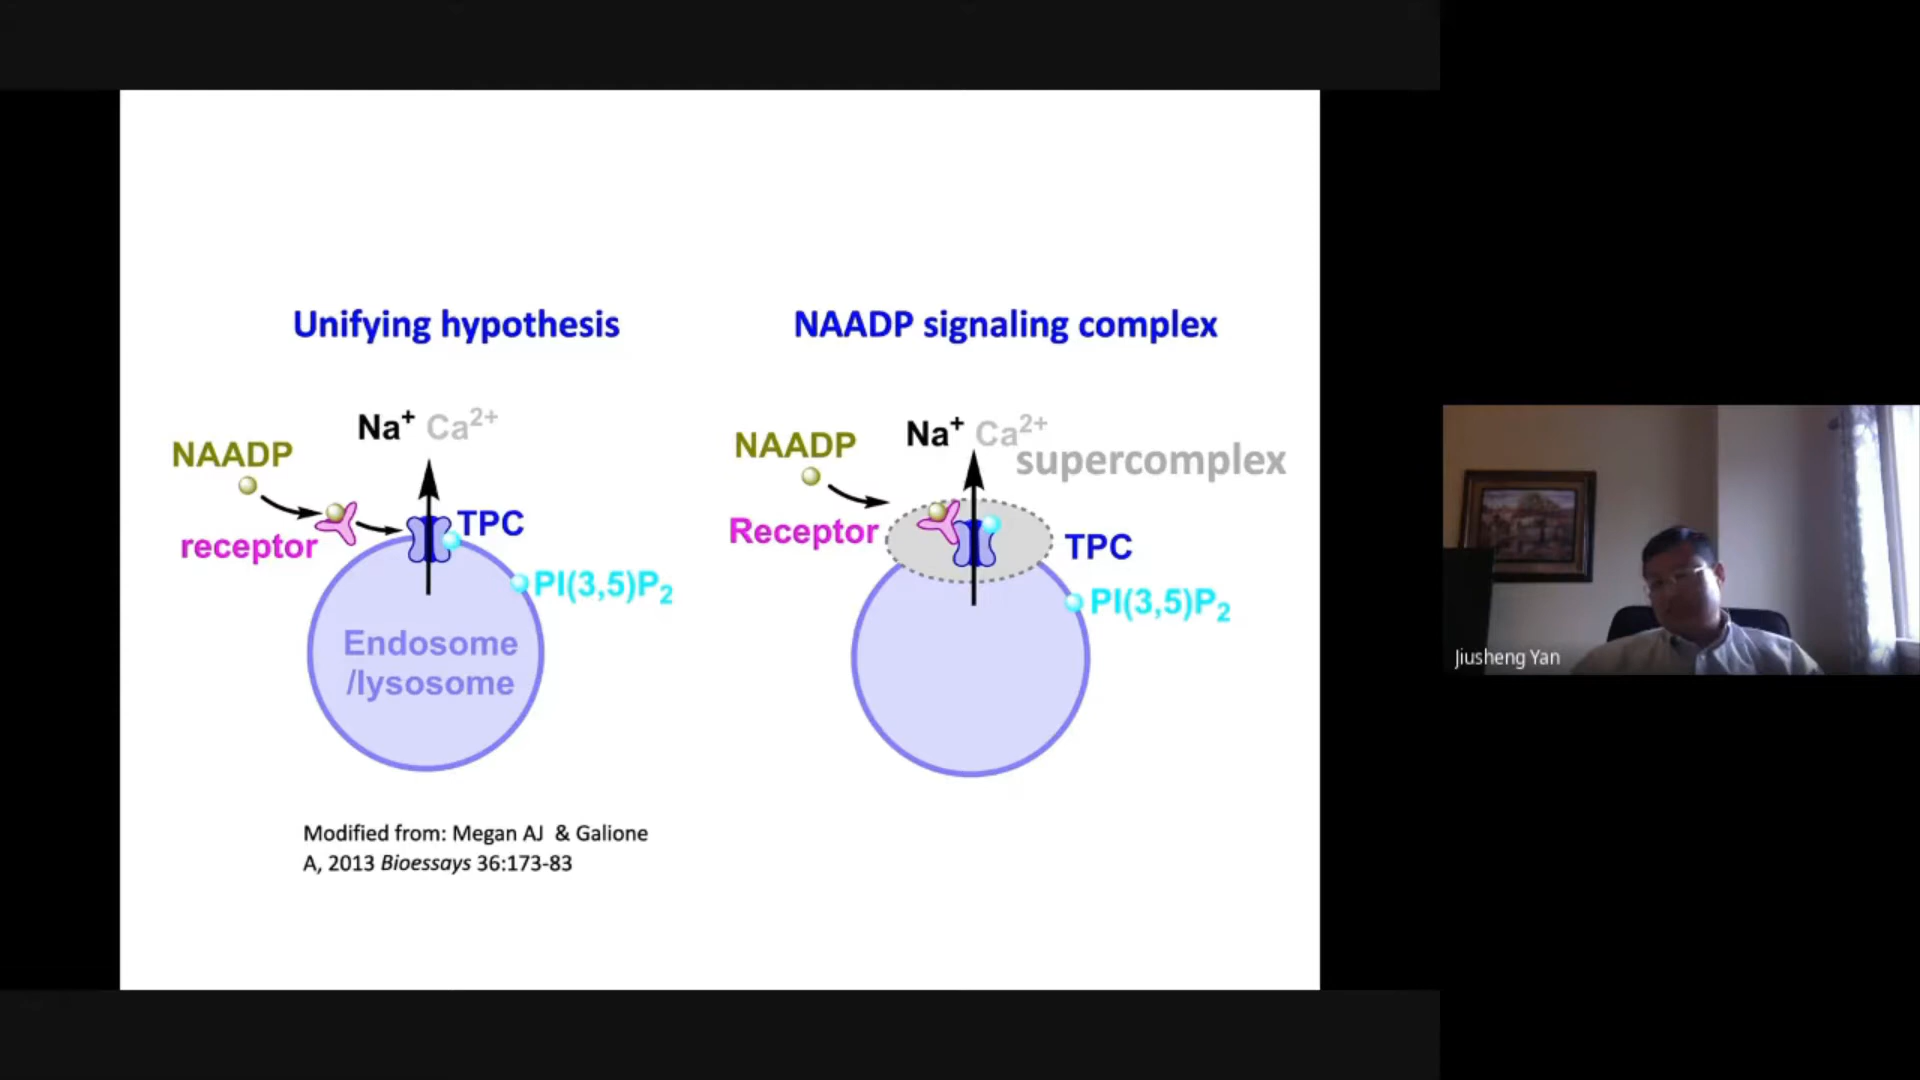 Unifying hypothesis
NAADP signaling complex
Na⁺ Ca²⁺
NAADP
TPC
receptor
PI(3,5)P₂
Endosome
/lysosome
Na⁺ Ca²⁺
NAADP
supercomplex
Receptor
TPC
PI(3,5)P₂
Modified from: Megan AJ & Galione
A, 2013 Bioessays 36:173-83
Jiusheng Yan